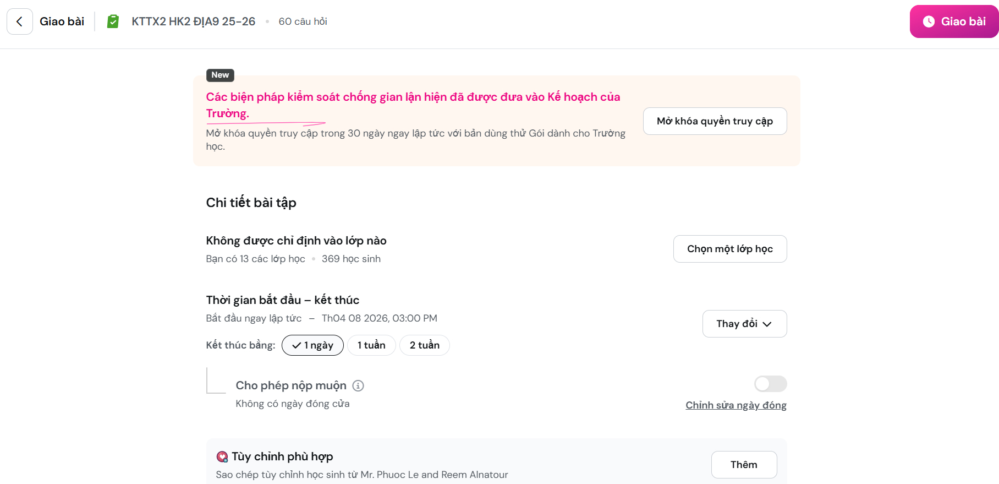 Giao bài
KTTX2 HK2 ĐỊA9 25-26 • 60 câu hỏi
Giao bài
New
Các biện pháp kiểm soát chống gian lận hiện đã được đưa vào Kế hoạch của
Trường.
Mở khóa quyền truy cập trong 30 ngày ngay lập tức với bản dùng thử Gói dành cho Trường
học.
Mở khóa quyền truy cập
Chi tiết bài tập
Không được chỉ định vào lớp nào
Bạn có 13 các lớp học • 369 học sinh
Chọn một lớp học
Thời gian bắt đầu – kết thúc
Bắt đầu ngay lập tức – Th04 08 2026, 03:00 PM
Thay đổi
Kết thúc bằng: 1 ngày 1 tuần 2 tuần
Cho phép nộp muộn
Không có ngày đóng cửa
Chỉnh sửa ngày đóng
Tùy chỉnh phù hợp
Sao chép tùy chỉnh học sinh từ Mr. Phuoc Le and Reem Alnatour
Thêm